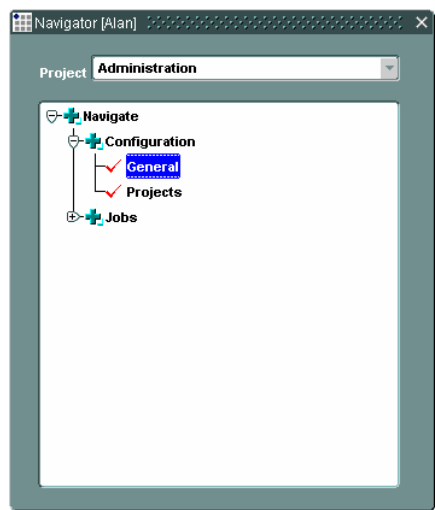 Navigator [Alan]
Project Administration
Navigate
Configuration
General
Projects
Jobs